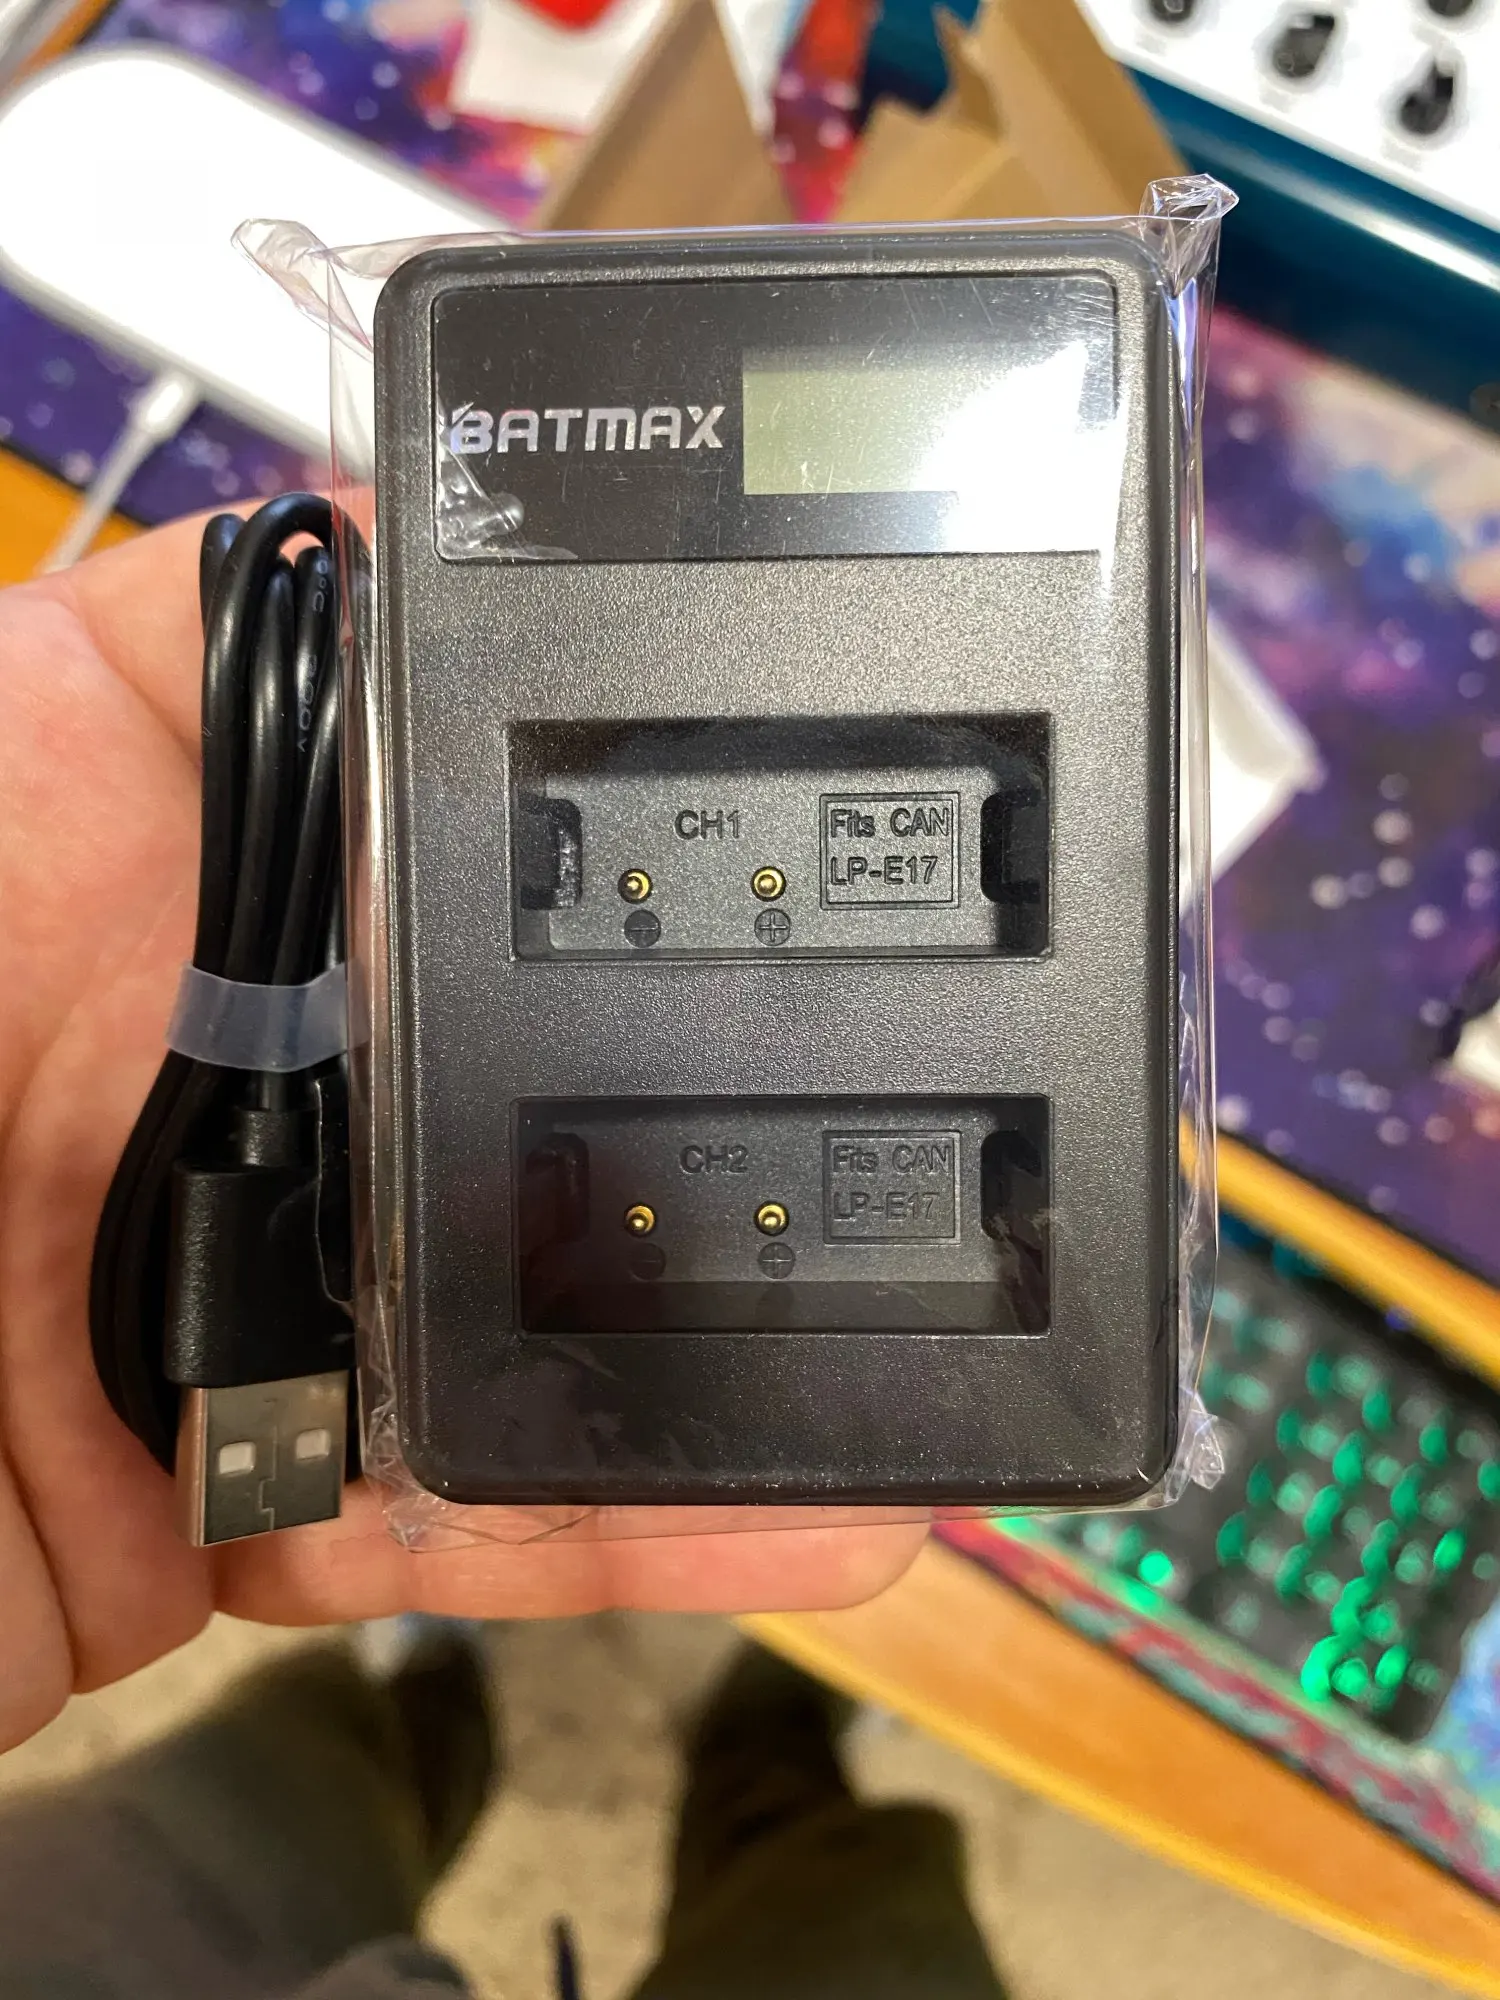 BATMAX
CH1
Fits CAN
LP-E17
CH2
Fits CAN
LP-E17